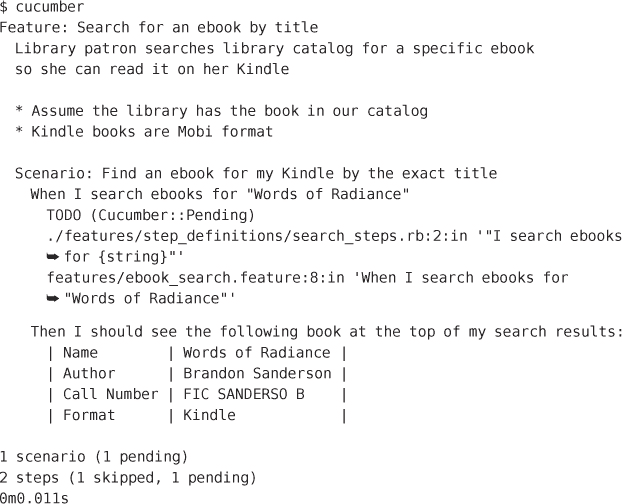 $ cucumber
Feature: Search for an ebook by title
  Library patron searches library catalog for a specific ebook
  so she can read it on her Kindle

  * Assume the library has the book in our catalog
  * Kindle books are Mobi format

  Scenario: Find an ebook for my Kindle by the exact title
    When I search ebooks for "Words of Radiance"
      TODO (Cucumber::Pending)
      ./features/step_definitions/search_steps.rb:2:in '"I search ebooks
      ➥ for {string}"'
      features/ebook_search.feature:8:in 'When I search ebooks for
      ➥ "Words of Radiance"'

    Then I should see the following book at the top of my search results:
      | Name        | Words of Radiance |
      | Author      | Brandon Sanderson |
      | Call Number | FIC SANDERSO B    |
      | Format      | Kindle            |

1 scenario (1 pending)
2 steps (1 skipped, 1 pending)
0m0.011s